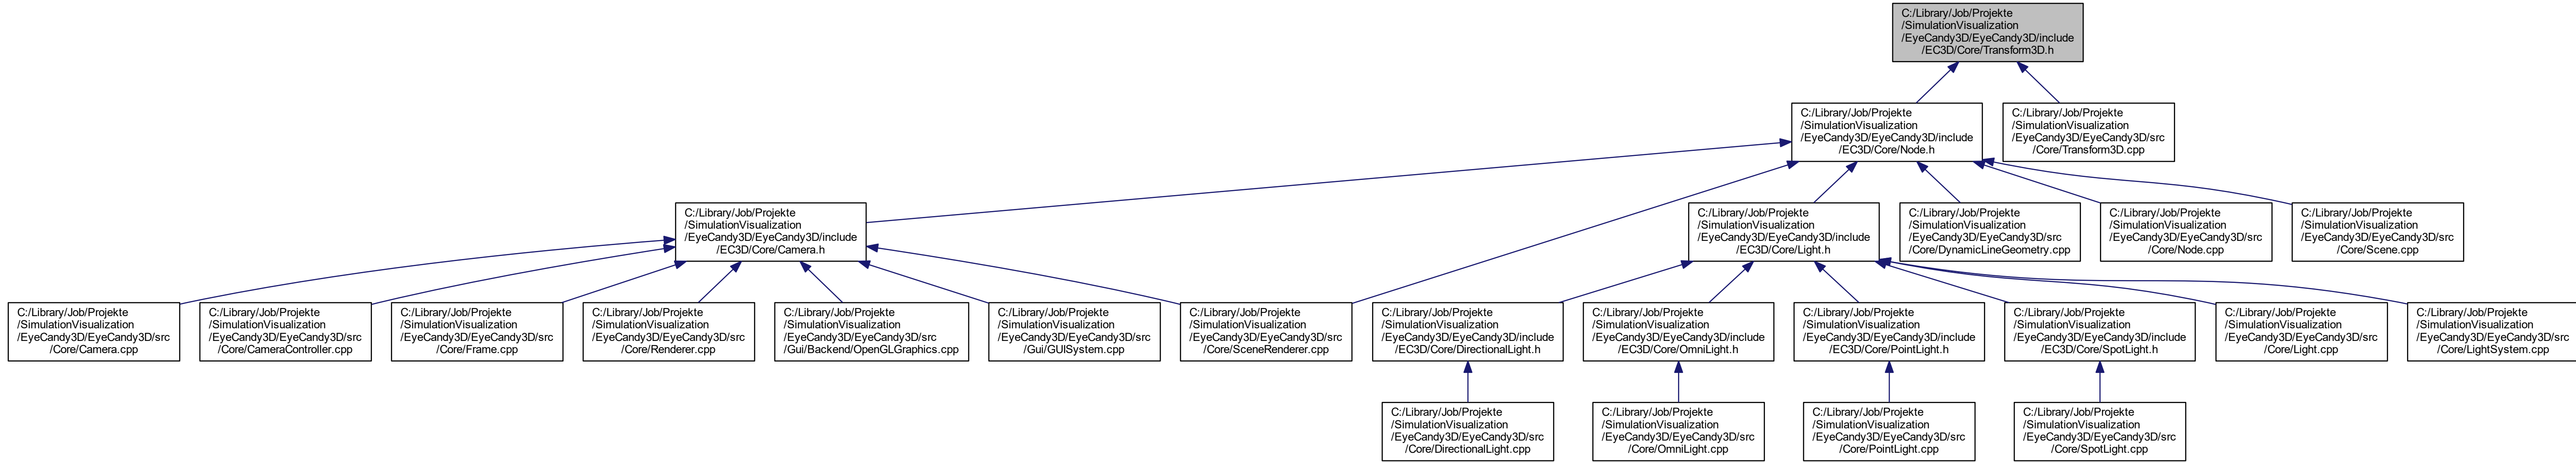 C:/Library/Job/Projekte
/SimulationVisualization
/EyeCandy3D/EyeCandy3D/include
/EC3D/Core/Transform3D.h
C:/Library/Job/Projekte
/SimulationVisualization
/EyeCandy3D/EyeCandy3D/include
/EC3D/Core/Node.h
C:/Library/Job/Projekte
/SimulationVisualization
/EyeCandy3D/EyeCandy3D/src
/Core/Transform3D.cpp
C:/Library/Job/Projekte
/SimulationVisualization
/EyeCandy3D/EyeCandy3D/include
/EC3D/Core/Camera.h
C:/Library/Job/Projekte
/SimulationVisualization
/EyeCandy3D/EyeCandy3D/include
/EC3D/Core/Light.h
C:/Library/Job/Projekte
/SimulationVisualization
/EyeCandy3D/EyeCandy3D/src
/Core/DynamicLineGeometry.cpp
C:/Library/Job/Projekte
/SimulationVisualization
/EyeCandy3D/EyeCandy3D/src
/Core/Node.cpp
C:/Library/Job/Projekte
/SimulationVisualization
/EyeCandy3D/EyeCandy3D/src
/Core/Scene.cpp
C:/Library/Job/Projekte
/SimulationVisualization
/EyeCandy3D/EyeCandy3D/src
/Core/Camera.cpp
C:/Library/Job/Projekte
/SimulationVisualization
/EyeCandy3D/EyeCandy3D/src
/Core/CameraController.cpp
C:/Library/Job/Projekte
/SimulationVisualization
/EyeCandy3D/EyeCandy3D/src
/Core/Frame.cpp
C:/Library/Job/Projekte
/SimulationVisualization
/EyeCandy3D/EyeCandy3D/src
/Core/Renderer.cpp
C:/Library/Job/Projekte
/SimulationVisualization
/EyeCandy3D/EyeCandy3D/src
/Gui/Backend/OpenGLGraphics.cpp
C:/Library/Job/Projekte
/SimulationVisualization
/EyeCandy3D/EyeCandy3D/src
/Gui/GUISystem.cpp
C:/Library/Job/Projekte
/SimulationVisualization
/EyeCandy3D/EyeCandy3D/src
/Core/SceneRenderer.cpp
C:/Library/Job/Projekte
/SimulationVisualization
/EyeCandy3D/EyeCandy3D/include
/EC3D/Core/DirectionalLight.h
C:/Library/Job/Projekte
/SimulationVisualization
/EyeCandy3D/EyeCandy3D/include
/EC3D/Core/OmniLight.h
C:/Library/Job/Projekte
/SimulationVisualization
/EyeCandy3D/EyeCandy3D/include
/EC3D/Core/PointLight.h
C:/Library/Job/Projekte
/SimulationVisualization
/EyeCandy3D/EyeCandy3D/include
/EC3D/Core/SpotLight.h
C:/Library/Job/Projekte
/SimulationVisualization
/EyeCandy3D/EyeCandy3D/src
/Core/Light.cpp
C:/Library/Job/Projekte
/SimulationVisualization
/EyeCandy3D/EyeCandy3D/src
/Core/LightSystem.cpp
C:/Library/Job/Projekte
/SimulationVisualization
/EyeCandy3D/EyeCandy3D/src
/Core/DirectionalLight.cpp
C:/Library/Job/Projekte
/SimulationVisualization
/EyeCandy3D/EyeCandy3D/src
/Core/OmniLight.cpp
C:/Library/Job/Projekte
/SimulationVisualization
/EyeCandy3D/EyeCandy3D/src
/Core/PointLight.cpp
C:/Library/Job/Projekte
/SimulationVisualization
/EyeCandy3D/EyeCandy3D/src
/Core/SpotLight.cpp